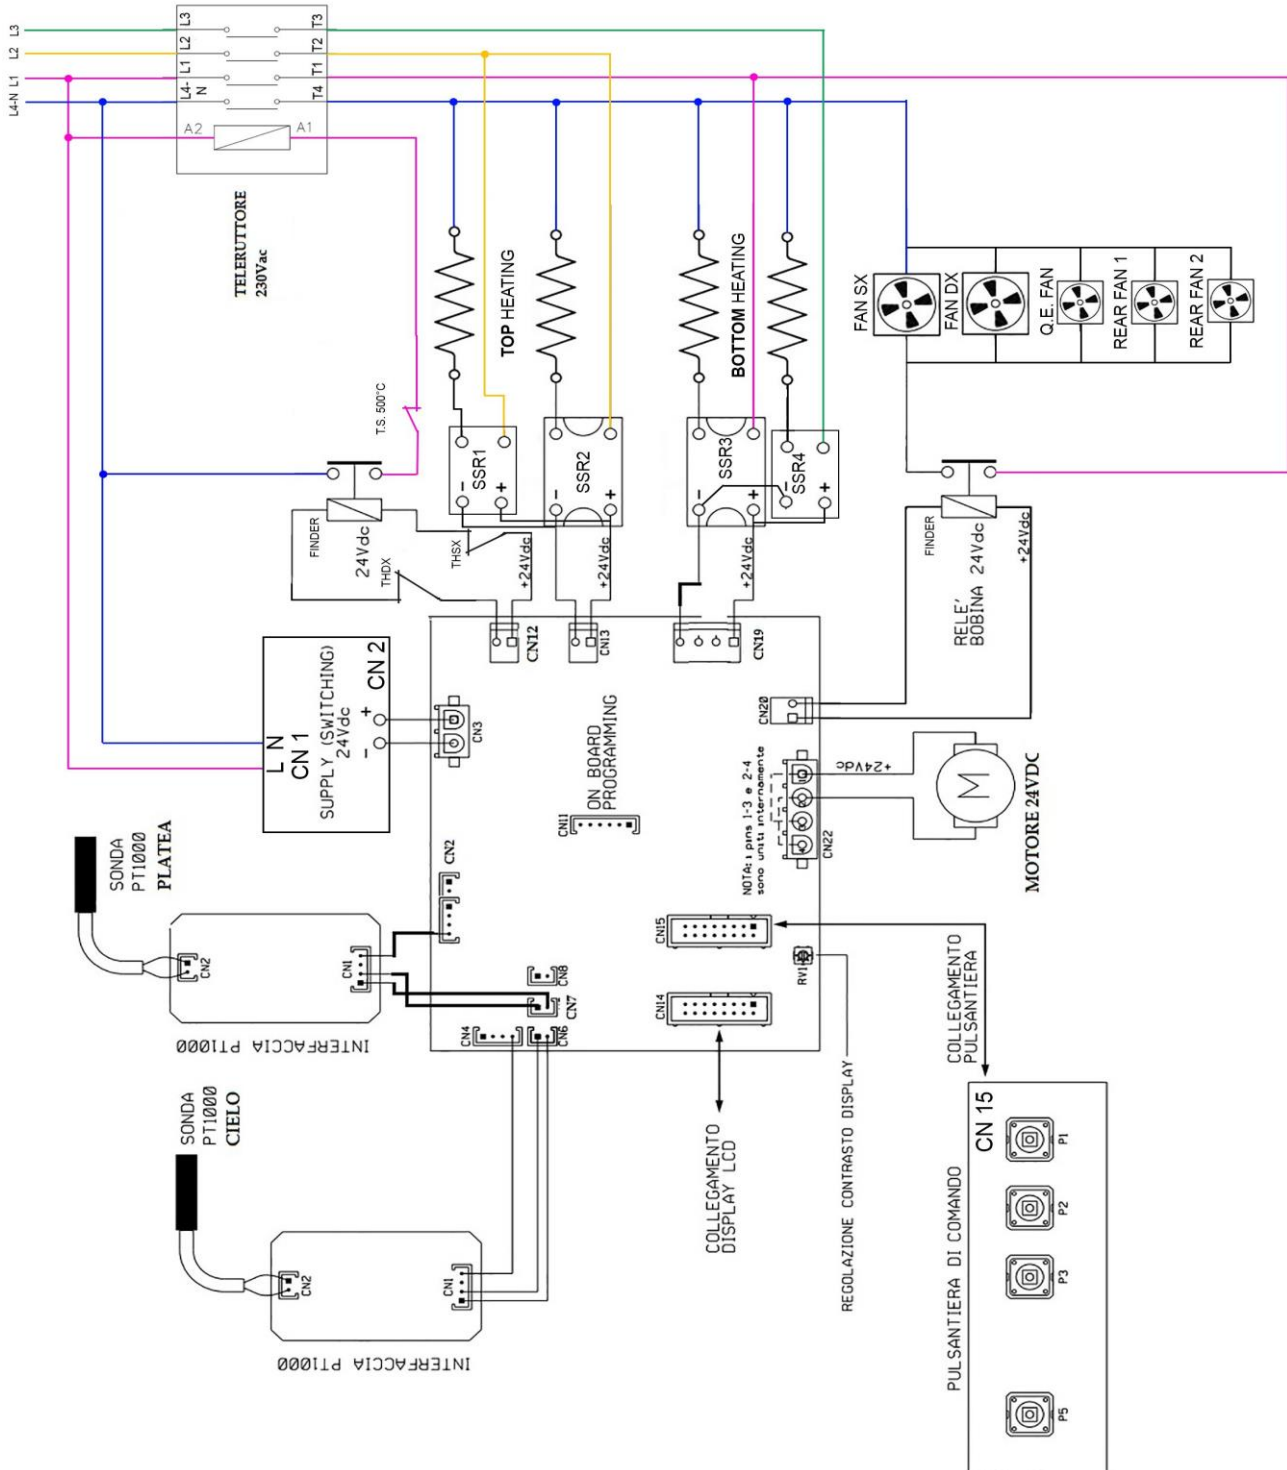 L3
L2
L1
L4-N
L3
L2
L1
L4-
N
T3
T2
T1
T4
A2
A1
TELERUTTORE
230Vac
TOP HEATING
BOTTOM HEATING
FAN SX
FAN DX
Q.E. FAN
REAR FAN 1
REAR FAN 2
T.S. 500°C
SSR1
-
+
SSR2
-
+
SSR3
-
+
SSR4
-
+
FINDER
24Vdc
THDX
THSX
+24Vdc
+24Vdc
+24Vdc
FINDER
RELE'
BOBINA 24Vdc
+24Vdc
CN12
CN13
CN19
L N
CN 1
SUPPLY (SWITCHING)
24Vdc
- +
CN 2
CN3
CN20
ON BOARD
PROGRAMMING
CN11
NOTA: i pins 1-3 e 2-4
sono uniti internamente
CN22
+24Vdc
M
MOTORE 24VDC
SONDA
PT1000
PLATEA
CN2
CN2
CN1
INTERFACCIA PT1000
CN8
CN7
CN4
CN6
CN15
CN14
RV1
COLLEGAMENTO
PULSANTIERA
SONDA
PT1000
CIELO
CN2
CN1
INTERFACCIA PT1000
COLLEGAMENTO
DISPLAY LCD
REGOLAZIONE CONTRASTO DISPLAY
PULSANTIERA DI COMANDO
CN 15
P1
P2
P3
P5